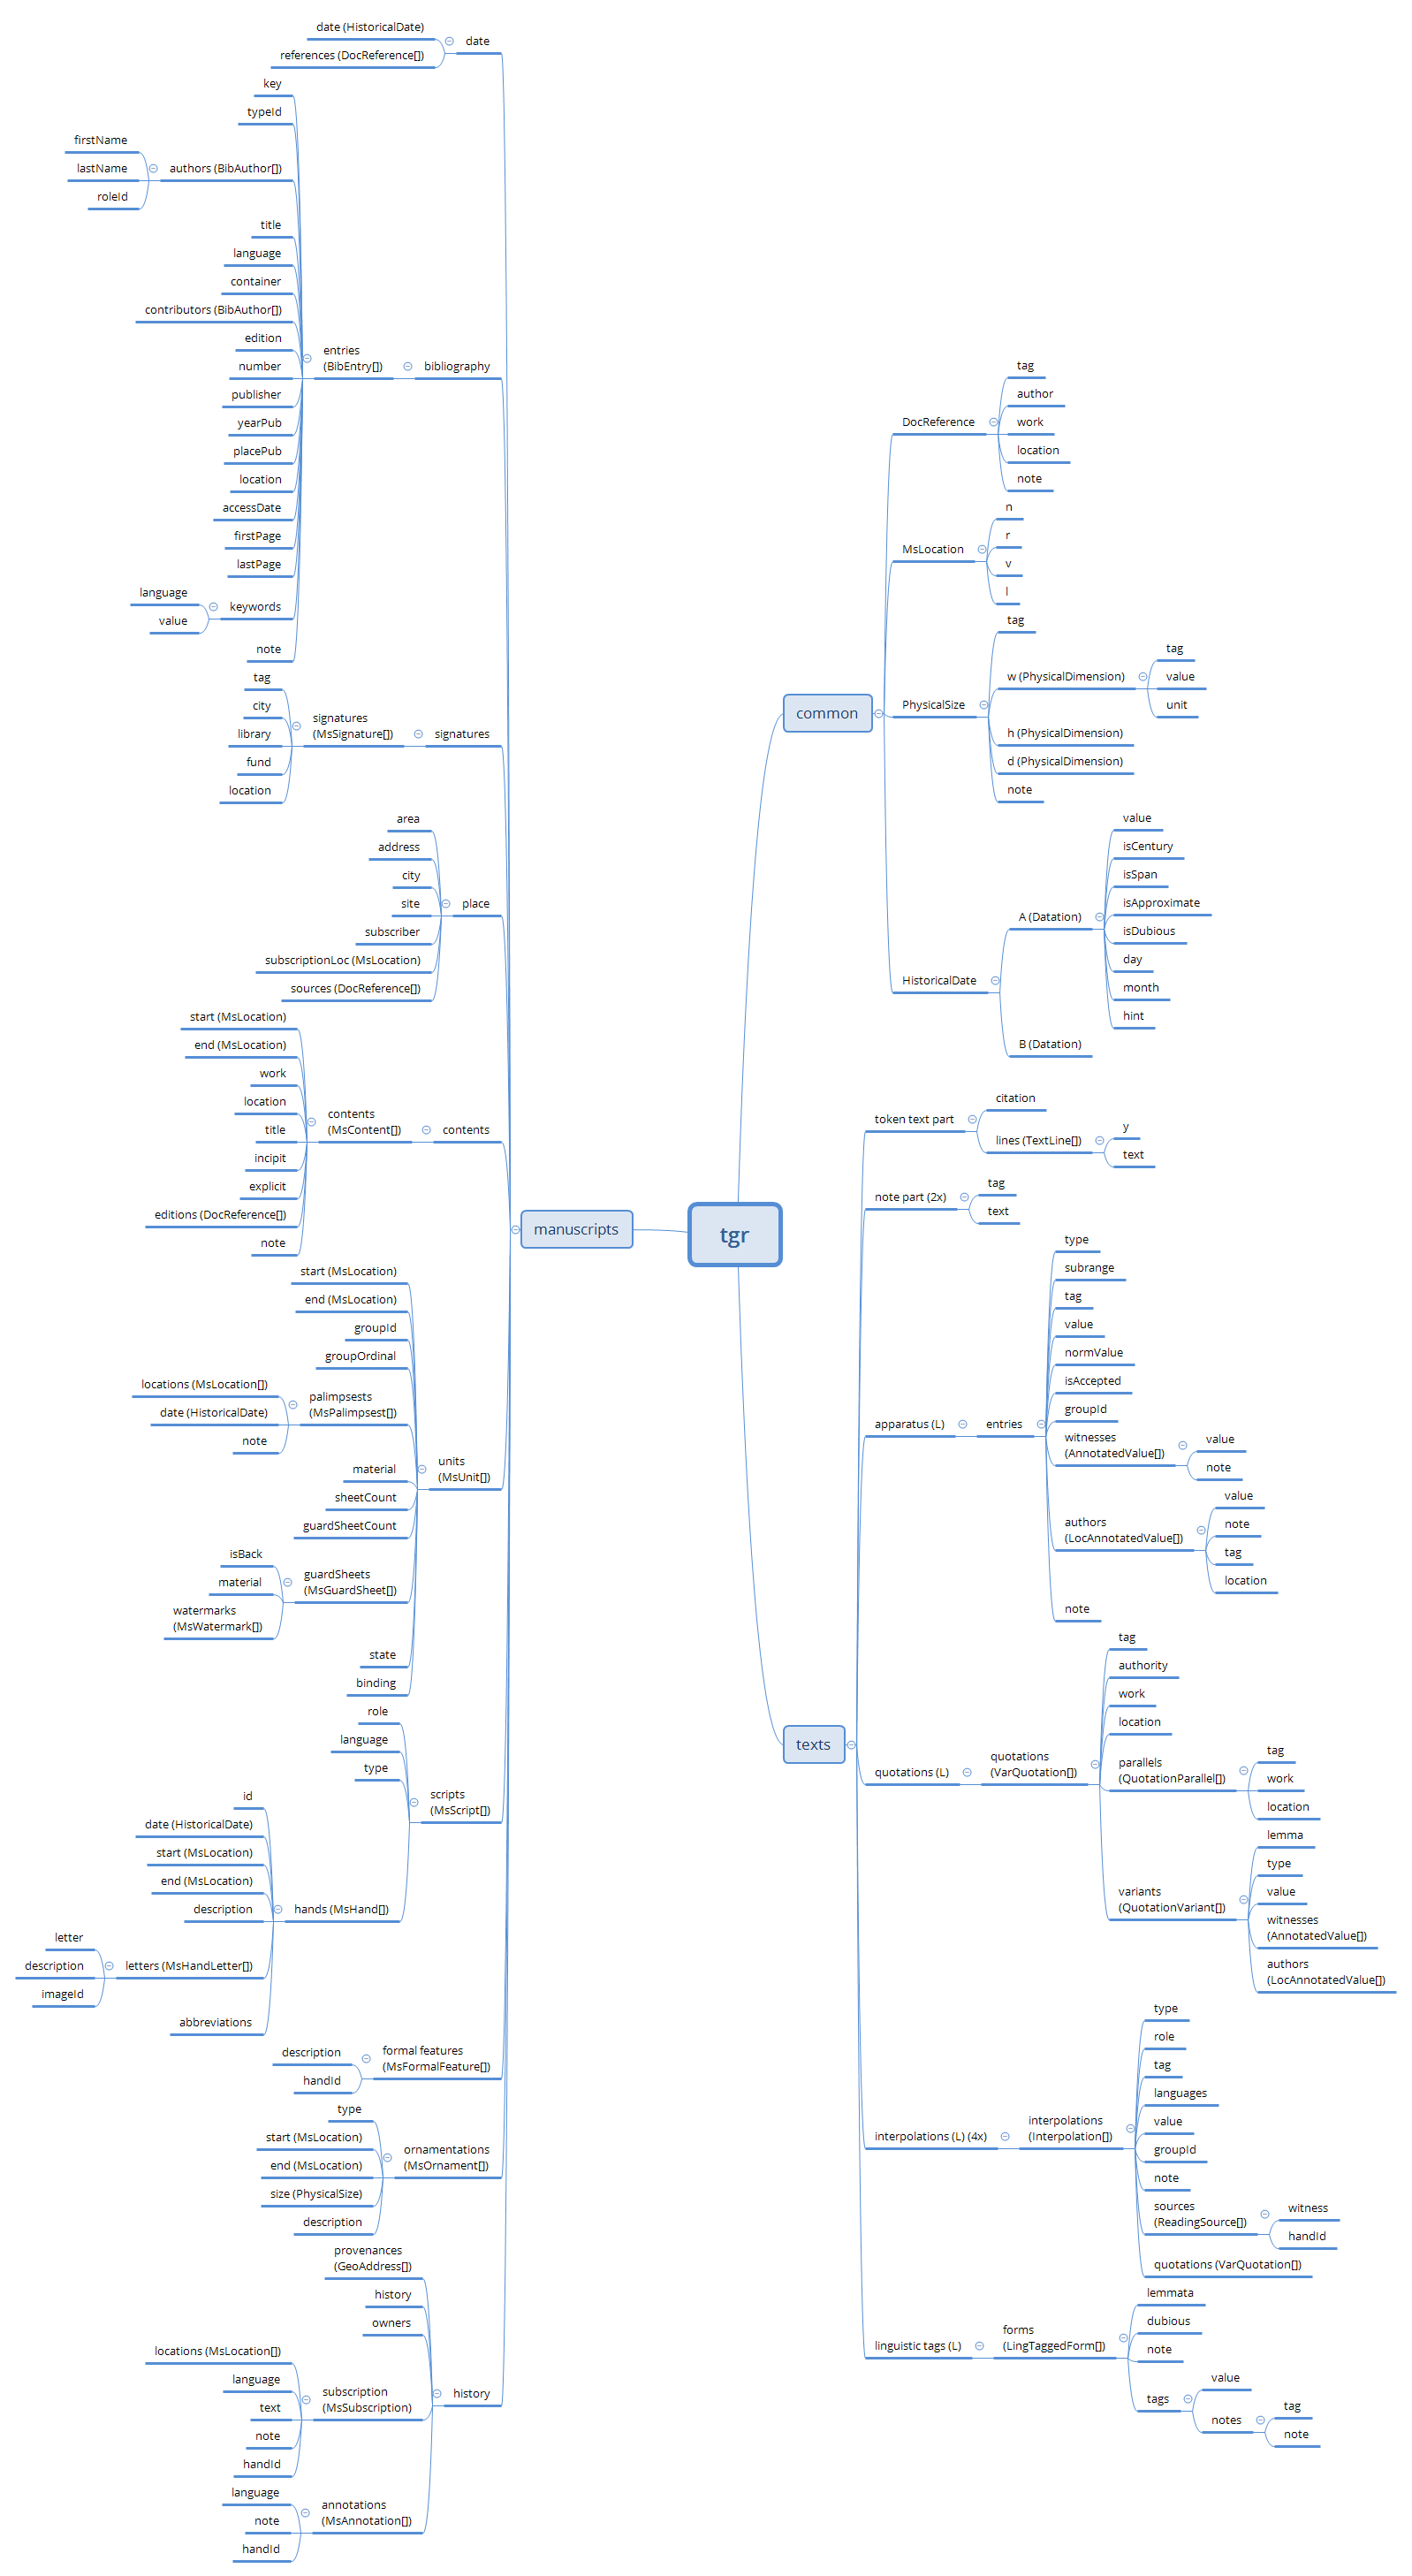 tgr
manuscripts
date
date (HistoricalDate)
references (DocReference[])
bibliography
entries
(BibEntry[])
key
typeId
authors (BibAuthor[])
firstName
lastName
roleId
title
language
container
contributors (BibAuthor[])
edition
number
publisher
yearPub
placePub
location
accessDate
firstPage
lastPage
keywords
language
value
note
signatures
signatures
(MsSignature[])
tag
city
library
fund
location
place
area
address
city
site
subscriber
subscriptionLoc (MsLocation)
sources (DocReference[])
contents
contents
(MsContent[])
start (MsLocation)
end (MsLocation)
work
location
title
incipit
explicit
editions (DocReference[])
note
units
(MsUnit[])
start (MsLocation)
end (MsLocation)
groupId
groupOrdinal
palimpsests
(MsPalimpsest[])
locations (MsLocation[])
date (HistoricalDate)
note
material
sheetCount
guardSheetCount
guardSheets
(MsGuardSheet[])
isBack
material
watermarks
(MsWatermark[])
state
binding
scripts
(MsScript[])
role
language
type
hands (MsHand[])
id
date (HistoricalDate)
start (MsLocation)
end (MsLocation)
description
letters (MsHandLetter[])
letter
description
imageId
abbreviations
formal features
(MsFormalFeature[])
description
handId
ornamentations
(MsOrnament[])
type
start (MsLocation)
end (MsLocation)
size (PhysicalSize)
description
history
provenances
(GeoAddress[])
history
owners
subscription
(MsSubscription)
locations (MsLocation[])
language
text
note
handId
annotations
(MsAnnotation[])
language
note
handId
common
DocReference
tag
author
work
location
note
MsLocation
n
r
v
l
PhysicalSize
tag
w (PhysicalDimension)
tag
value
unit
h (PhysicalDimension)
d (PhysicalDimension)
note
HistoricalDate
A (Datation)
value
isCentury
isSpan
isApproximate
isDubious
day
month
hint
B (Datation)
texts
token text part
citation
lines (TextLine[])
y
text
note part (2x)
tag
text
apparatus (L)
entries
type
subrange
tag
value
normValue
isAccepted
groupId
witnesses
(AnnotatedValue[])
value
note
authors
(LocAnnotatedValue[])
value
note
tag
location
note
quotations (L)
quotations
(VarQuotation[])
tag
authority
work
location
parallels
(QuotationParallel[])
tag
work
location
variants
(QuotationVariant[])
lemma
type
value
witnesses
(AnnotatedValue[])
authors
(LocAnnotatedValue[])
interpolations (L) (4x)
interpolations
(Interpolation[])
type
role
tag
languages
value
groupId
note
sources
(ReadingSource[])
witness
handId
quotations (VarQuotation[])
linguistic tags (L)
forms
(LingTaggedForm[])
lemmata
dubious
note
tags
value
notes
tag
note